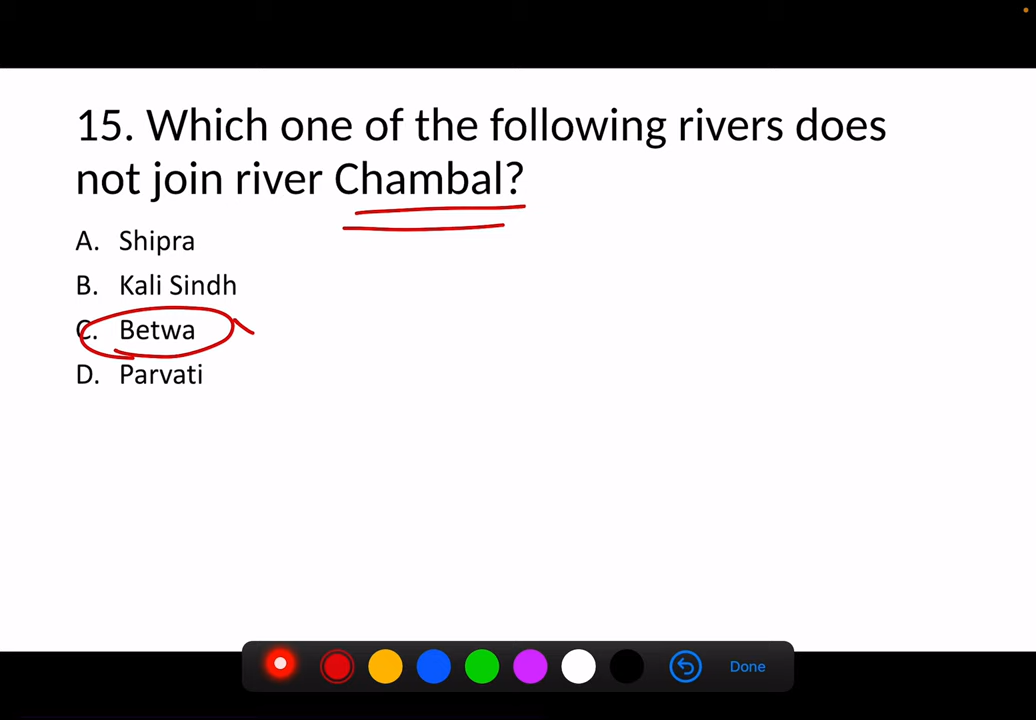 15. Which one of the following rivers does
not join river Chambal?
A. Shipra
B. Kali Sindh
C. Betwa
D. Parvati
Done